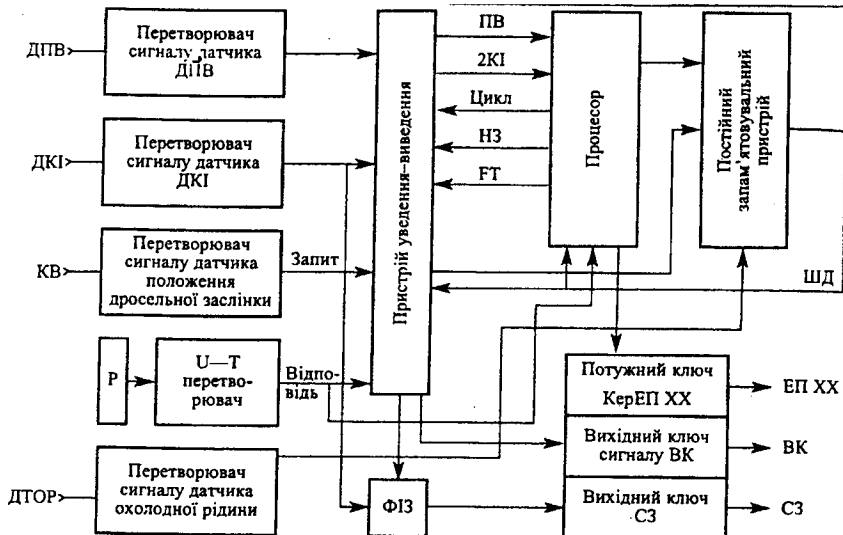 ДПВ
Перетворювач
сигналу датчика
ДПВ
ДКІ
Перетворювач
сигналу датчика
ДКІ
КВ
Перетворювач
сигналу датчика
положення
дросельної заслінки
Запит
Р
U—T
перетво-
рювач
Відпо-
відь
ДТОР
Перетворювач
сигналу датчика
охолодної рідини
Пристрій уведення–виведення
ФІЗ
ПВ
2КІ
Цикл
НЗ
FT
Процесор
Постійний
запам'ятовувальний
пристрій
ШД
Потужний ключ
КерЕП ХХ
ЕП ХХ
Вихідний ключ
сигналу ВК
ВК
Вихідний ключ
СЗ
СЗ